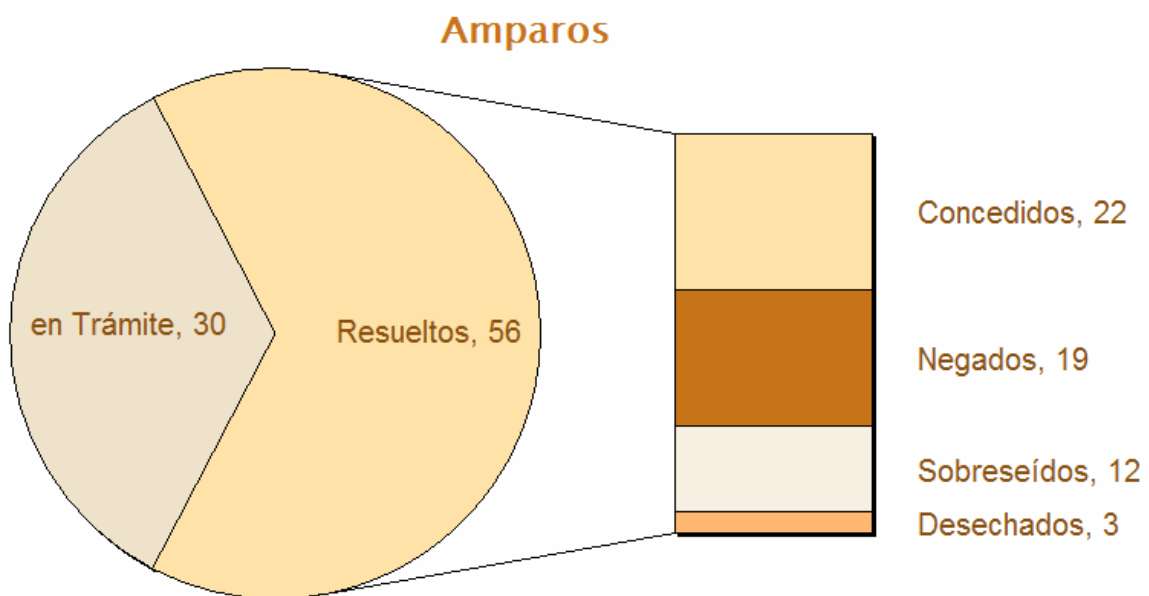 Amparos
en Trámite, 30
Resueltos, 56
Concedidos, 22
Negados, 19
Sobreseídos, 12
Desechados, 3